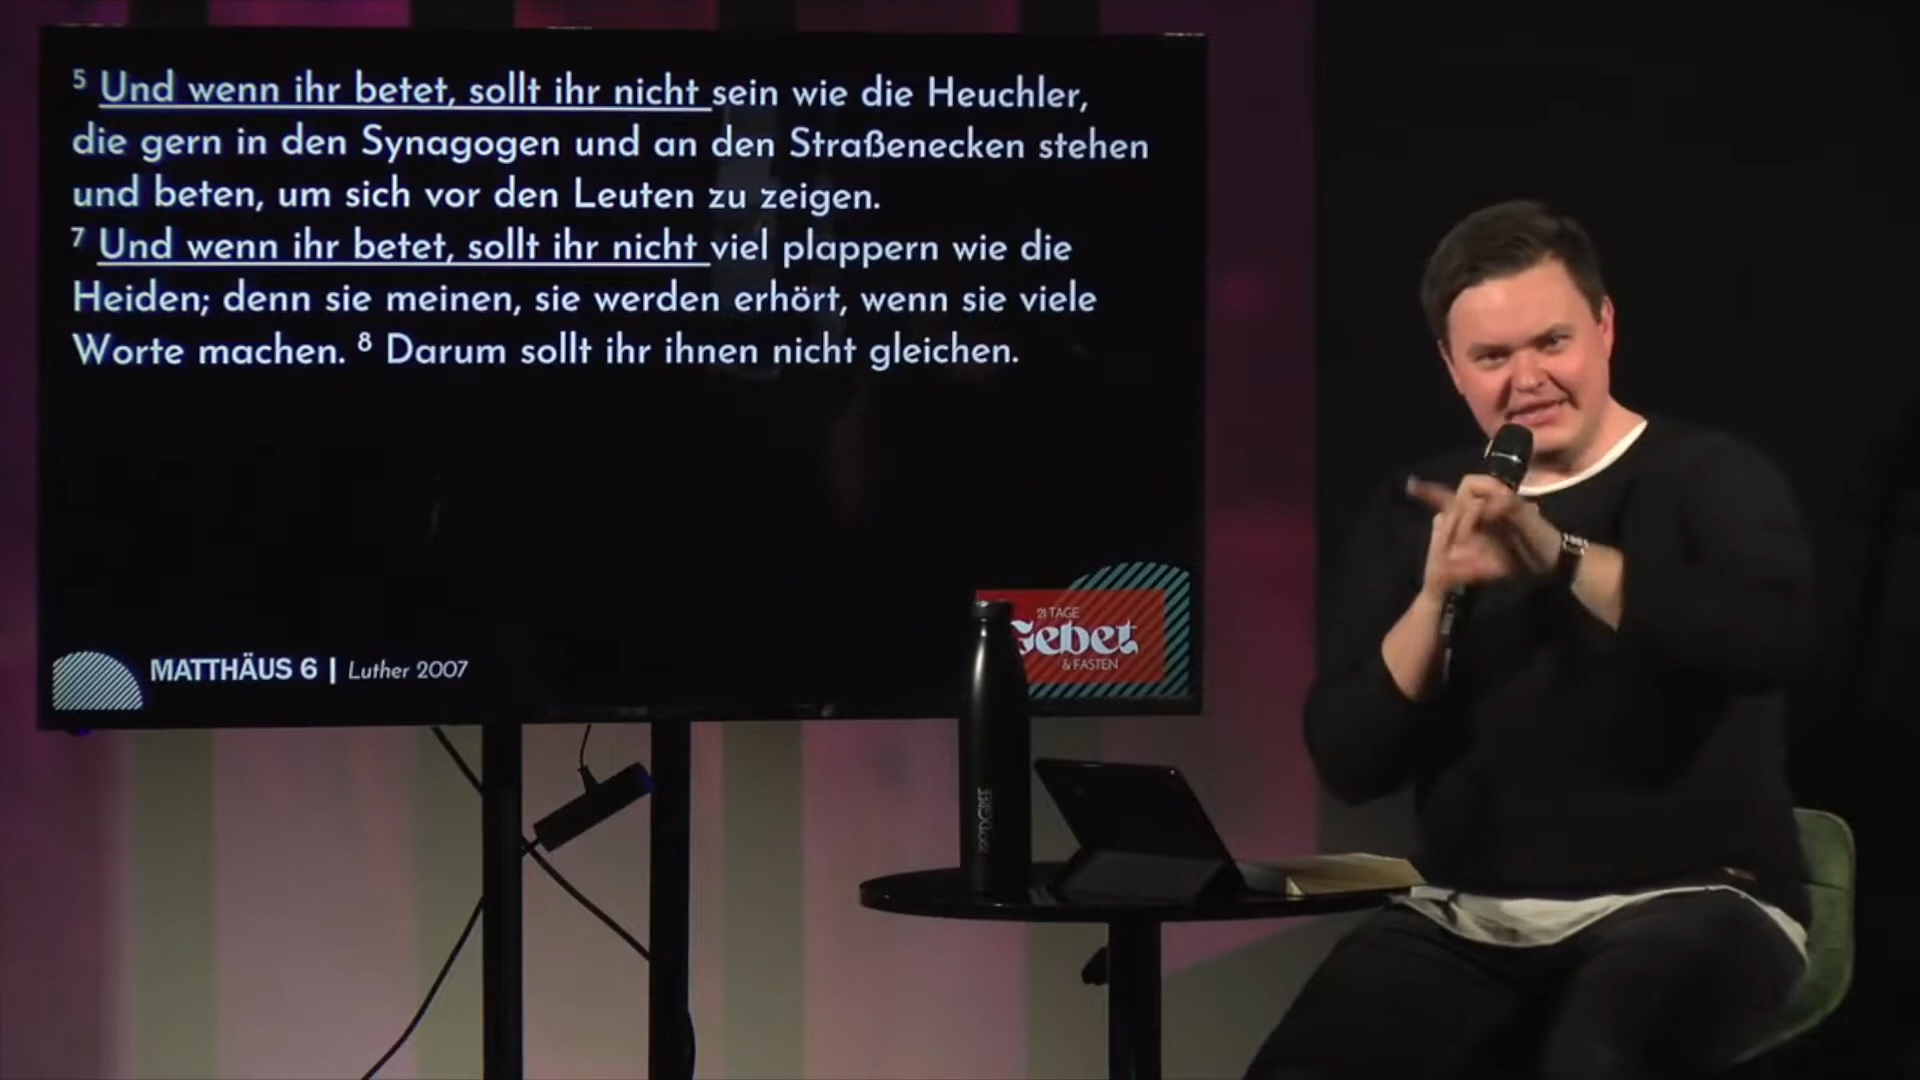 5 Und wenn ihr betet, sollt ihr nicht sein wie die Heuchler,
die gern in den Synagogen und an den Straßenecken stehen
und beten, um sich vor den Leuten zu zeigen.
7 Und wenn ihr betet, sollt ihr nicht viel plappern wie die
Heiden; denn sie meinen, sie werden erhört, wenn sie viele
Worte machen. 8 Darum sollt ihr ihnen nicht gleichen.
21 TAGE
Gebet
& FASTEN
MATTHÄUS 6 | Luther 2007